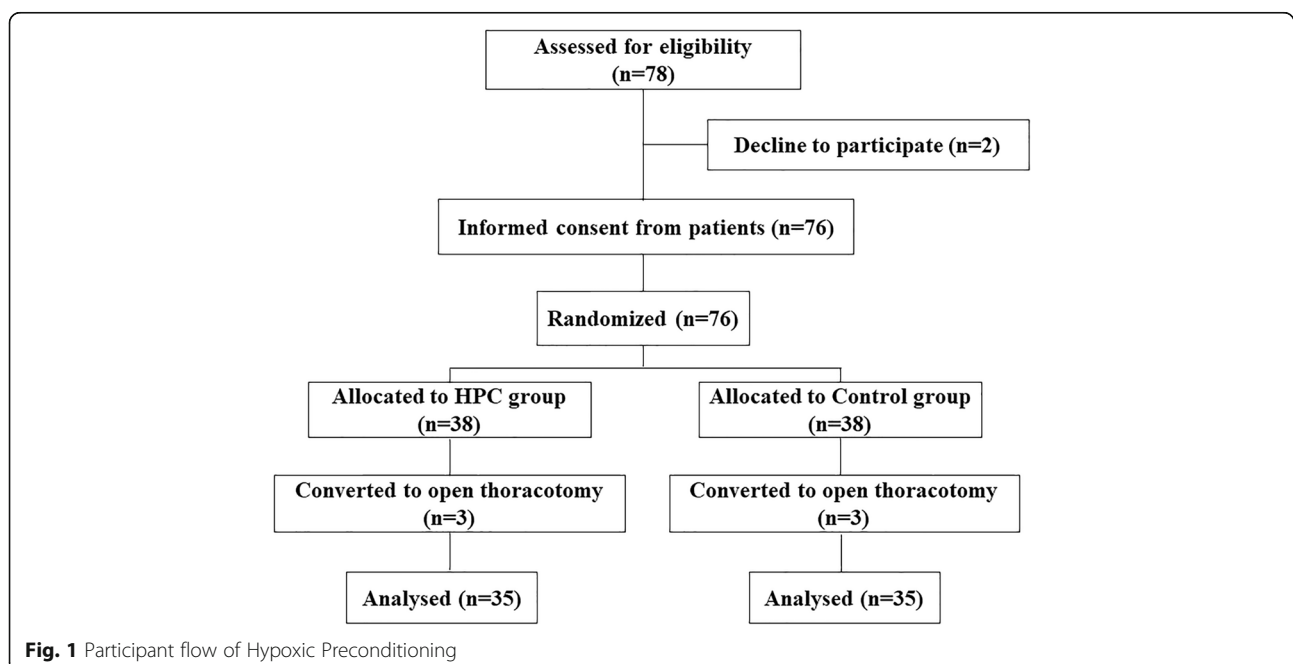 Assessed for eligibility
(n=78)
Decline to participate (n=2)
Informed consent from patients (n=76)
Randomized (n=76)
Allocated to HPC group
(n=38)
Allocated to Control group
(n=38)
Converted to open thoracotomy
(n=3)
Converted to open thoracotomy
(n=3)
Analysed (n=35)
Analysed (n=35)
Fig. 1 Participant flow of Hypoxic Preconditioning